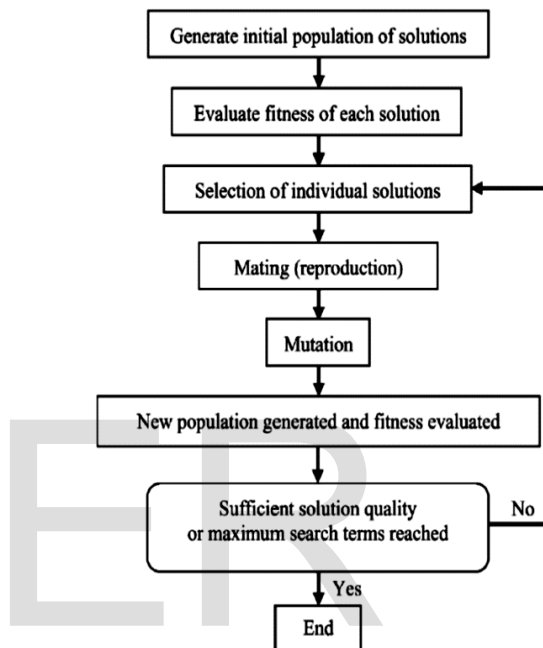 Generate initial population of solutions
Evaluate fitness of each solution
Selection of individual solutions
Mating (reproduction)
Mutation
New population generated and fitness evaluated
Sufficient solution quality
or maximum search terms reached
No
Yes
End
ER